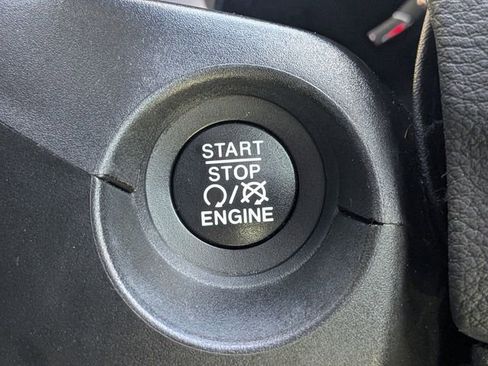 START
STOP
/
ENGINE